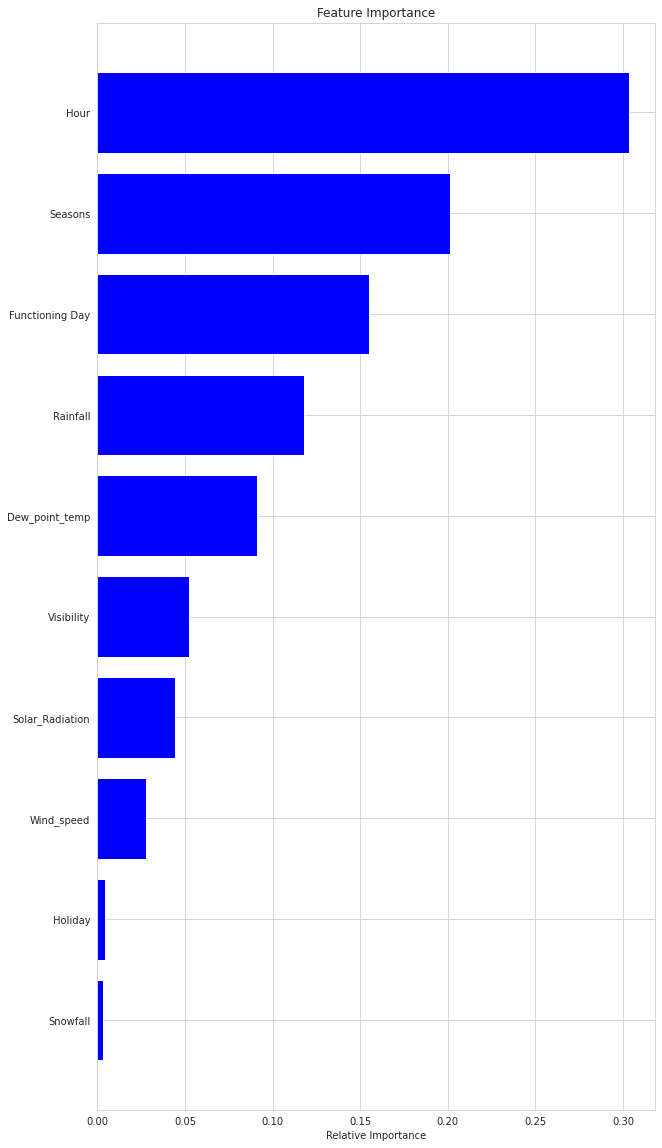 Feature Importance
Hour
Seasons
Functioning Day
Rainfall
Dew_point_temp
Visibility
Solar_Radiation
Wind_speed
Holiday
Snowfall
0.00 0.05 0.10 0.15 0.20 0.25 0.30
Relative Importance